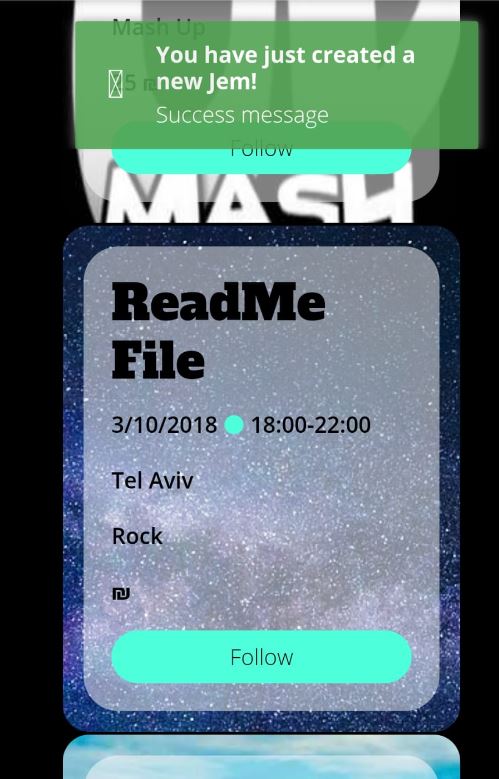 Mash Up
You have just created a
new Jem!
5 ₪
Success message
Follow
MASH
ReadMe
File
3/10/2018 18:00-22:00
Tel Aviv
Rock
₪
Follow